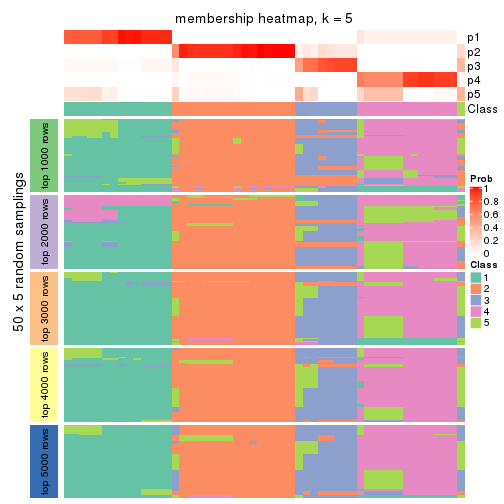 membership heatmap, k = 5
p1
p2
p3
p4
p5
Class
50 x 5 random samplings
top 1000 rows
top 2000 rows
top 3000 rows
top 4000 rows
top 5000 rows
Prob
1
0.8
0.6
0.4
0.2
0
Class
1
2
3
4
5